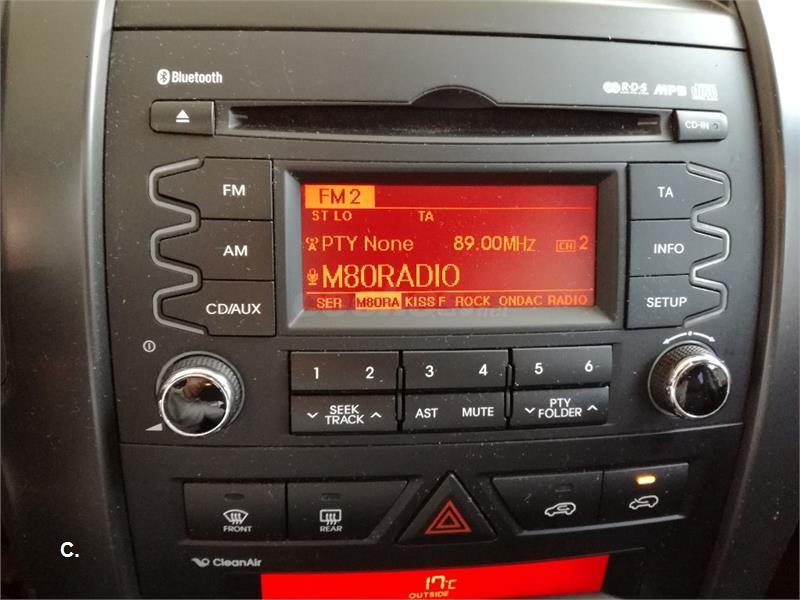 Bluetooth
R·D·S MP3
CD-IN
FM
AM
CD/AUX
TA
INFO
SETUP
FM 2
ST LO TA
PTY None 89.00MHz CH 2
M80RADIO
SER M80RA KISS F ROCK ONDAC RADIO
1 2 3 4 5 6
SEEK
TRACK
AST
MUTE
PTY
FOLDER
FRONT
REAR
CleanAir
17°C
OUTSIDE
C.